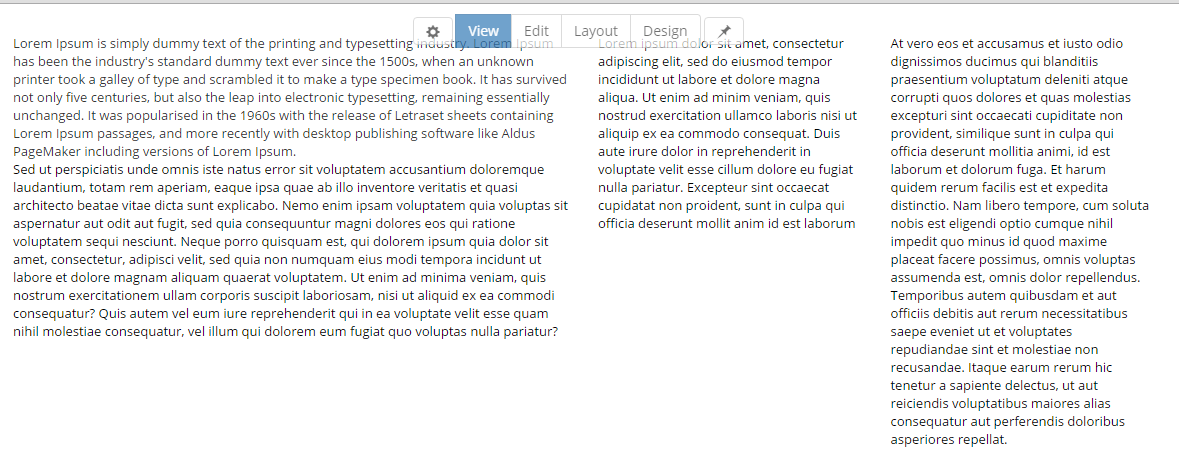 View Edit Layout Design
Lorem Ipsum is simply dummy text of the printing and typesetting industry. Lorem Ipsum
has been the industry's standard dummy text ever since the 1500s, when an unknown
printer took a galley of type and scrambled it to make a type specimen book. It has survived
not only five centuries, but also the leap into electronic typesetting, remaining essentially
unchanged. It was popularised in the 1960s with the release of Letraset sheets containing
Lorem Ipsum passages, and more recently with desktop publishing software like Aldus
PageMaker including versions of Lorem Ipsum.
Sed ut perspiciatis unde omnis iste natus error sit voluptatem accusantium doloremque
laudantium, totam rem aperiam, eaque ipsa quae ab illo inventore veritatis et quasi
architecto beatae vitae dicta sunt explicabo. Nemo enim ipsam voluptatem quia voluptas sit
aspernatur aut odit aut fugit, sed quia consequuntur magni dolores eos qui ratione
voluptatem sequi nesciunt. Neque porro quisquam est, qui dolorem ipsum quia dolor sit
amet, consectetur, adipisci velit, sed quia non numquam eius modi tempora incidunt ut
labore et dolore magnam aliquam quaerat voluptatem. Ut enim ad minima veniam, quis
nostrum exercitationem ullam corporis suscipit laboriosam, nisi ut aliquid ex ea commodi
consequatur? Quis autem vel eum iure reprehenderit qui in ea voluptate velit esse quam
nihil molestiae consequatur, vel illum qui dolorem eum fugiat quo voluptas nulla pariatur?
Lorem ipsum dolor sit amet, consectetur
adipiscing elit, sed do eiusmod tempor
incididunt ut labore et dolore magna
aliqua. Ut enim ad minim veniam, quis
nostrud exercitation ullamco laboris nisi ut
aliquip ex ea commodo consequat. Duis
aute irure dolor in reprehenderit in
voluptate velit esse cillum dolore eu fugiat
nulla pariatur. Excepteur sint occaecat
cupidatat non proident, sunt in culpa qui
officia deserunt mollit anim id est laborum
At vero eos et accusamus et iusto odio
dignissimos ducimus qui blanditiis
praesentium voluptatum deleniti atque
corrupti quos dolores et quas molestias
excepturi sint occaecati cupiditate non
provident, similique sunt in culpa qui
officia deserunt mollitia animi, id est
laborum et dolorum fuga. Et harum
quidem rerum facilis est et expedita
distinctio. Nam libero tempore, cum soluta
nobis est eligendi optio cumque nihil
impedit quo minus id quod maxime
placeat facere possimus, omnis voluptas
assumenda est, omnis dolor repellendus.
Temporibus autem quibusdam et aut
officiis debitis aut rerum necessitatibus
saepe eveniet ut et voluptates
repudiandae sint et molestiae non
recusandae. Itaque earum rerum hic
tenetur a sapiente delectus, ut aut
reiciendis voluptatibus maiores alias
consequatur aut perferendis doloribus
asperiores repellat.